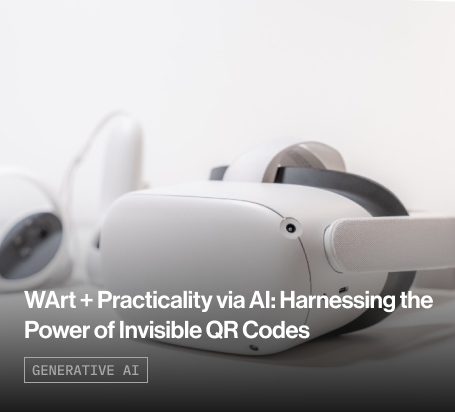 WArt + Practicality via AI: Harnessing the
Power of Invisible QR Codes
GENERATIVE AI